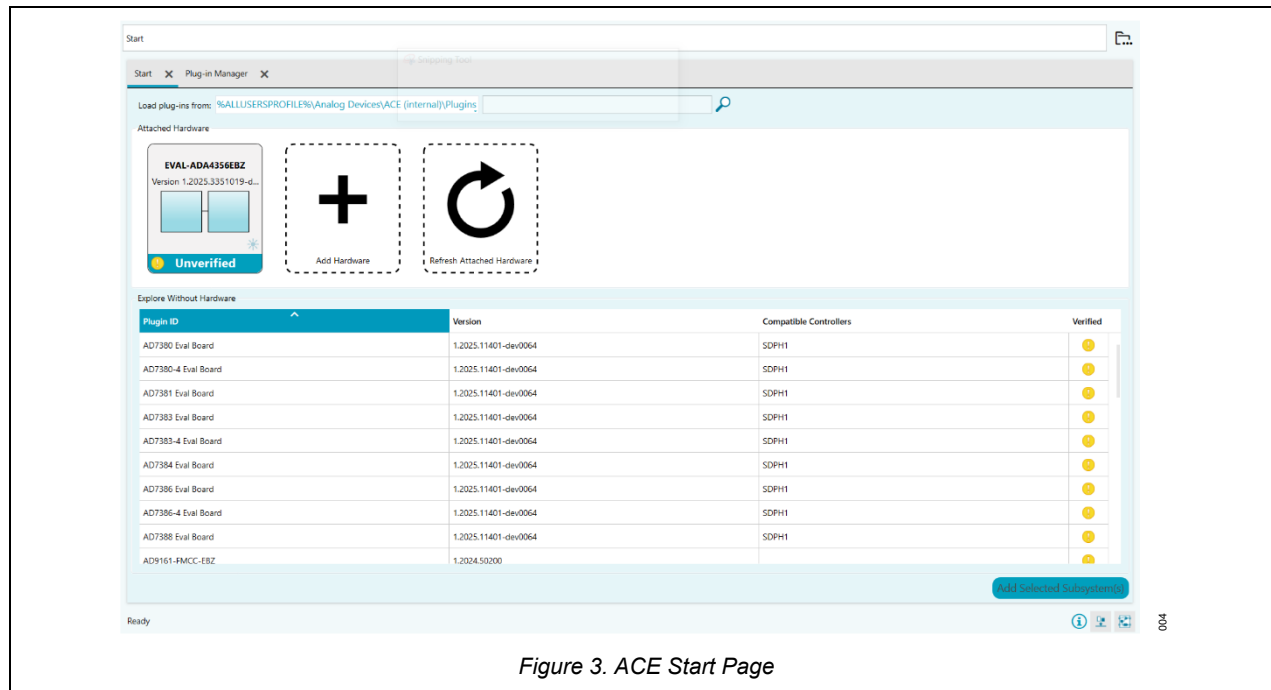 Start
Snipping Tool
Start Plug-in Manager
Load plug-ins from: %ALLUSERSPROFILE%\Analog Devices\ACE (internal)\Plugins
Attached Hardware
EVAL-ADA4356EBZ
Version 1.2025.3351019-d...
Unverified
Add Hardware
Refresh Attached Hardware
Explore Without Hardware
Plugin ID Version Compatible Controllers Verified
AD7380 Eval Board 1.2025.11401-dev0064 SDPH1
AD7380-4 Eval Board 1.2025.11401-dev0064 SDPH1
AD7381 Eval Board 1.2025.11401-dev0064 SDPH1
AD7383 Eval Board 1.2025.11401-dev0064 SDPH1
AD7383-4 Eval Board 1.2025.11401-dev0064 SDPH1
AD7384 Eval Board 1.2025.11401-dev0064 SDPH1
AD7386 Eval Board 1.2025.11401-dev0064 SDPH1
AD7386-4 Eval Board 1.2025.11401-dev0064 SDPH1
AD7388 Eval Board 1.2025.11401-dev0064 SDPH1
AD9161-FMCC-EBZ 1.2024.50200
Add Selected Subsystem(s)
Ready
004
Figure 3. ACE Start Page